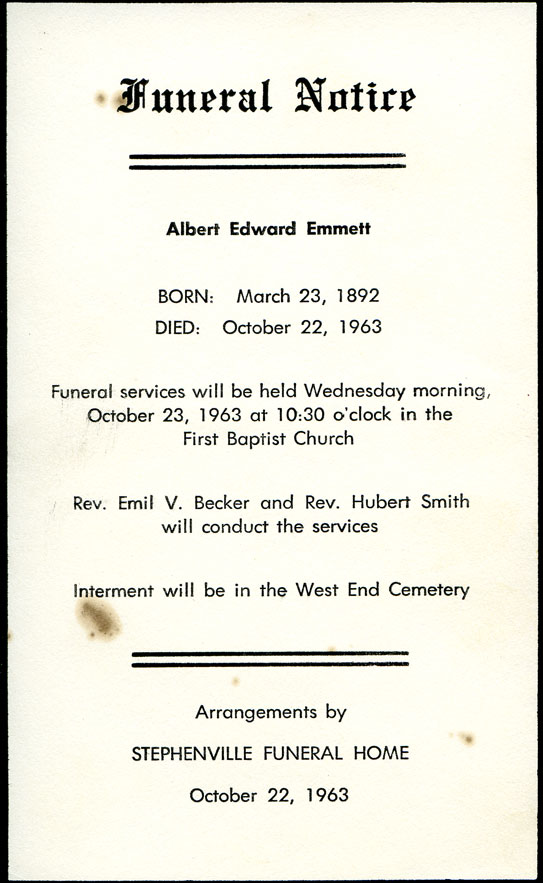 Funeral Notice
Albert Edward Emmett
BORN: March 23, 1892
DIED: October 22, 1963
Funeral services will be held Wednesday morning,
October 23, 1963 at 10:30 o'clock in the
First Baptist Church
Rev. Emil V. Becker and Rev. Hubert Smith
will conduct the services
Interment will be in the West End Cemetery
Arrangements by
STEPHENVILLE FUNERAL HOME
October 22, 1963